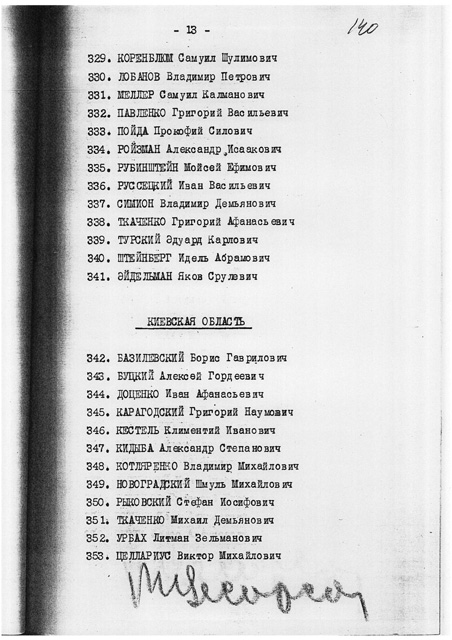 - 13 -
140
329. КОРЕНБЛЮМ Самуил Шулимович
330. ЛОБАНОВ Владимир Петрович
331. МЕЛЛЕР Самуил Калманович
332. ПАВЛЕНКО Григорий Васильевич
333. ПОЙДА Прокофий Силович
334. РОЙЗМАН Александр Исаакович
335. РУБИНШТЕЙН Мойсей Ефимович
336. РУССЕЦКИЙ Иван Васильевич
337. СИМИОН Владимир Демьянович
338. ТКАЧЕНКО Григорий Афанасьевич
339. ТУРСКИЙ Эдуард Карлович
340. ШТЕЙНБЕРГ Идель Абрамович
341. ЭЙДЕЛЬМАН Яков Срулевич
КИЕВСКАЯ ОБЛАСТЬ
342. БАЗИЛЕВСКИЙ Борис Гаврилович
343. БУЦКИЙ Алексей Гордеевич
344. ДОЦЕНКО Иван Афанасьевич
345. КАРАГОДСКИЙ Григорий Наумович
346. КЕСТЕЛЬ Климентий Иванович
347. КИДЫБА Александр Степанович
348. КОТЛЯРЕНКО Владимир Михайлович
349. НОВОГРАДСКИЙ Шмуль Михайлович
350. РЫКОВСКИЙ Стефан Иосифович
351. ТКАЧЕНКО Михаил Демьянович
352. УРБАХ Литман Зельманович
353. ЦЕЛЛАРИУС Виктор Михайлович